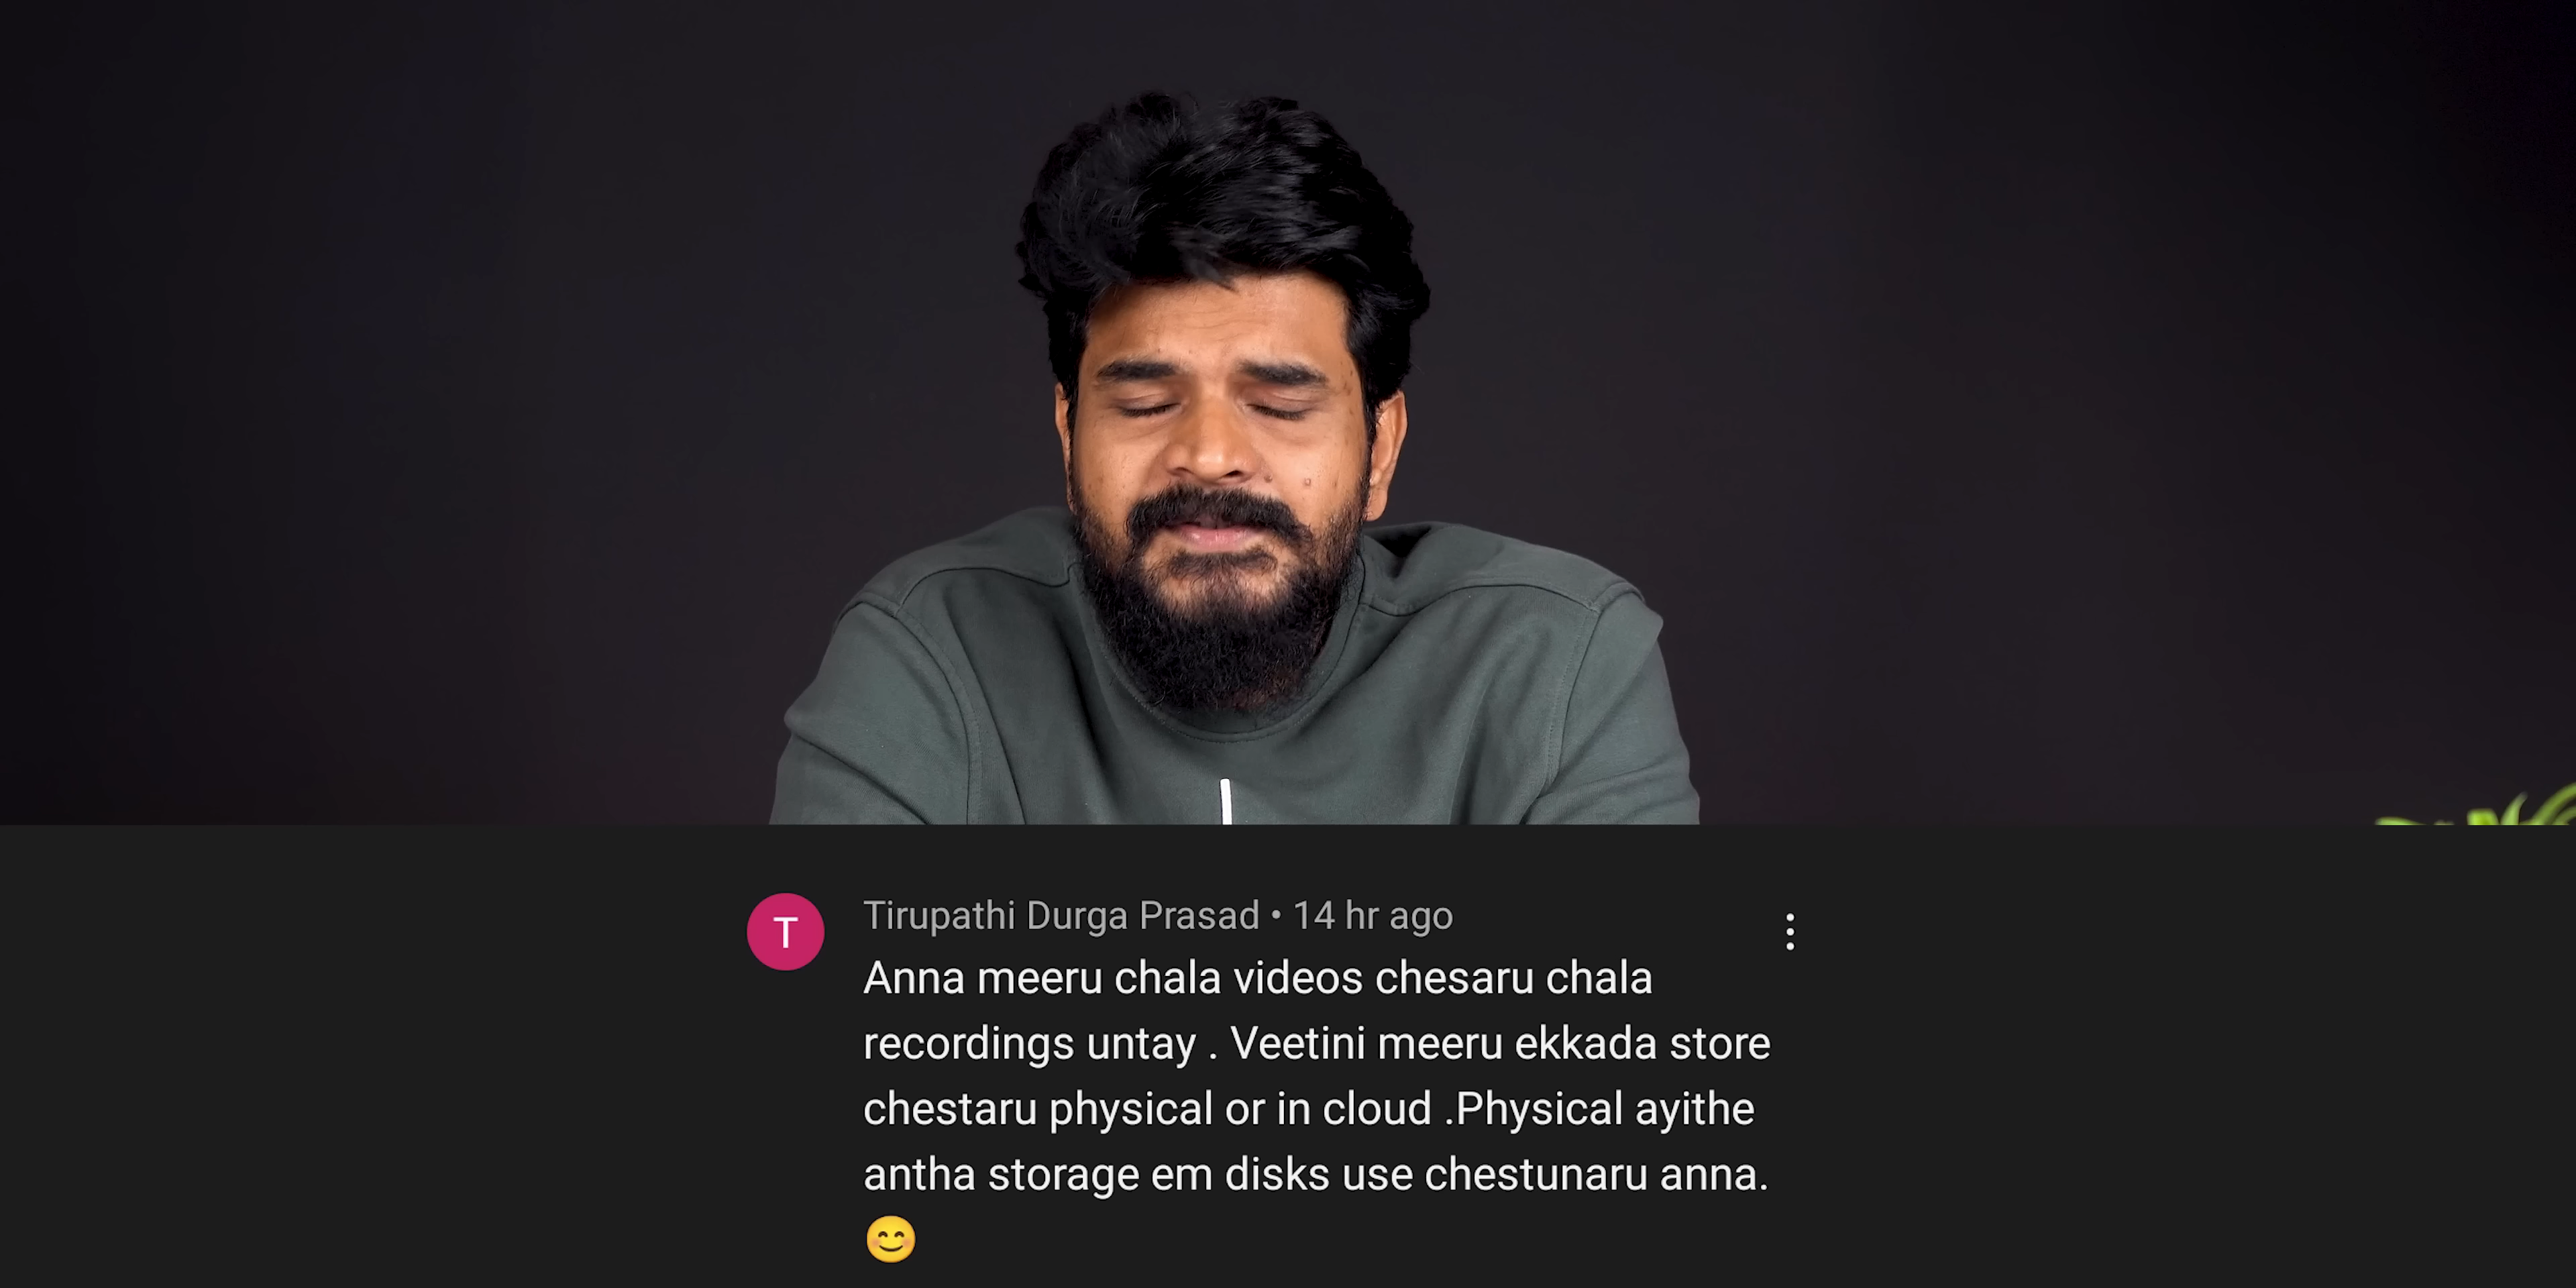 T
Tirupathi Durga Prasad • 14 hr ago
Anna meeru chala videos chesaru chala
recordings untay . Veetini meeru ekkada store
chestaru physical or in cloud .Physical ayithe
antha storage em disks use chestunaru anna.
😊